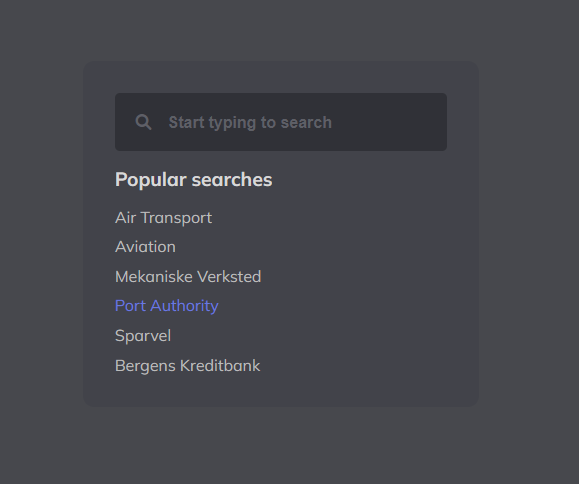 Start typing to search
Popular searches
Air Transport
Aviation
Mekaniske Verksted
Port Authority
Sparvel
Bergens Kreditbank